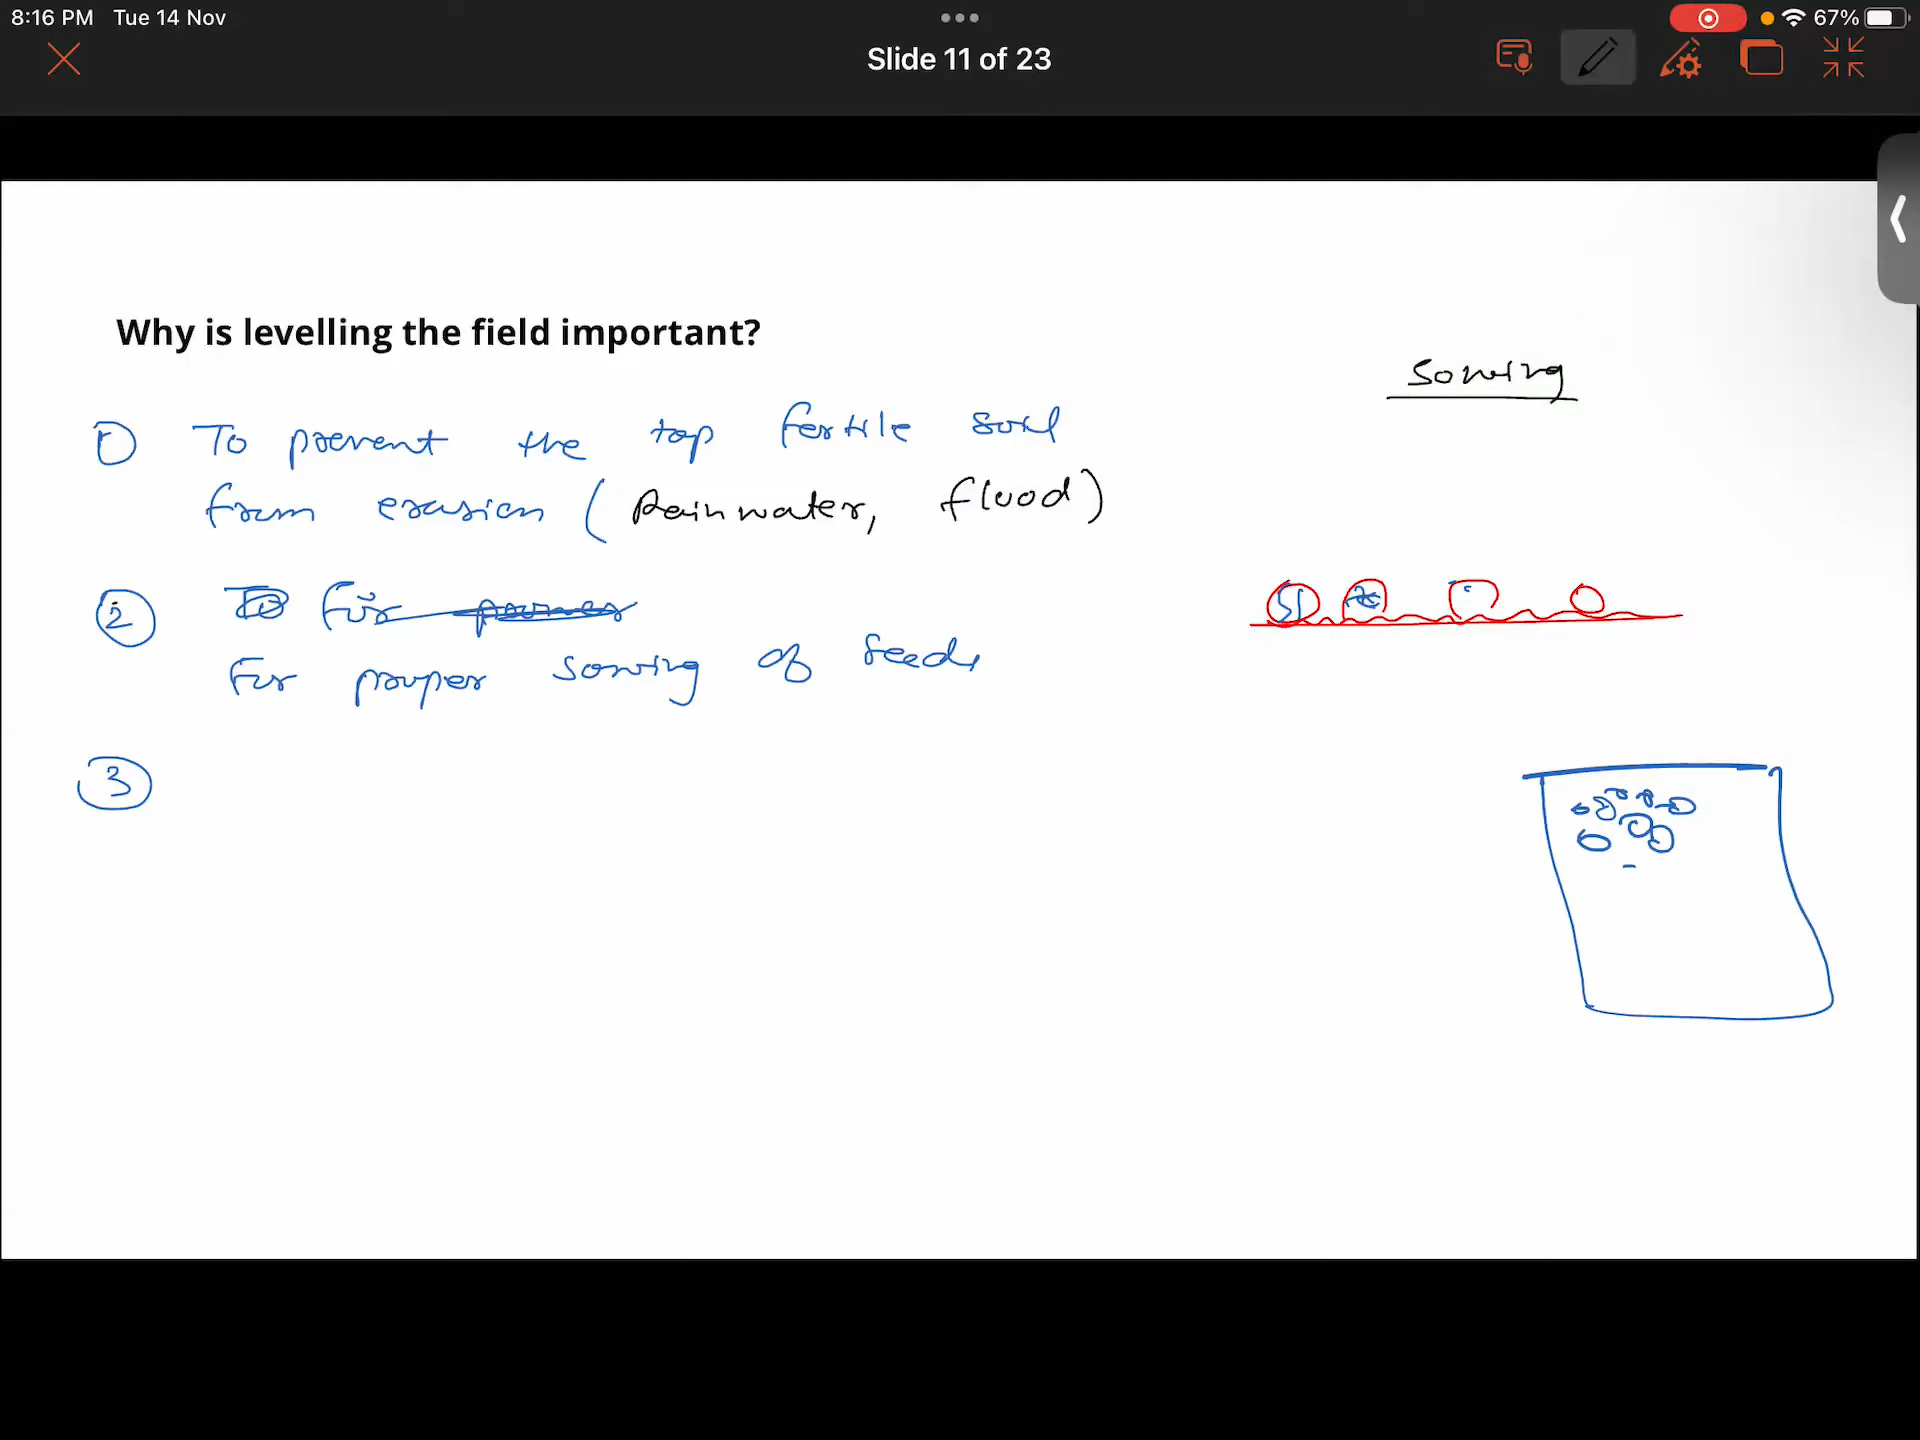 8:16 PM Tue 14 Nov
67%
Slide 11 of 23
Why is levelling the field important?
Sowing
1 To prevent the top fertile soil
from erosion (Rainwater, flood)
2 To For
For proper sowing of seeds
3